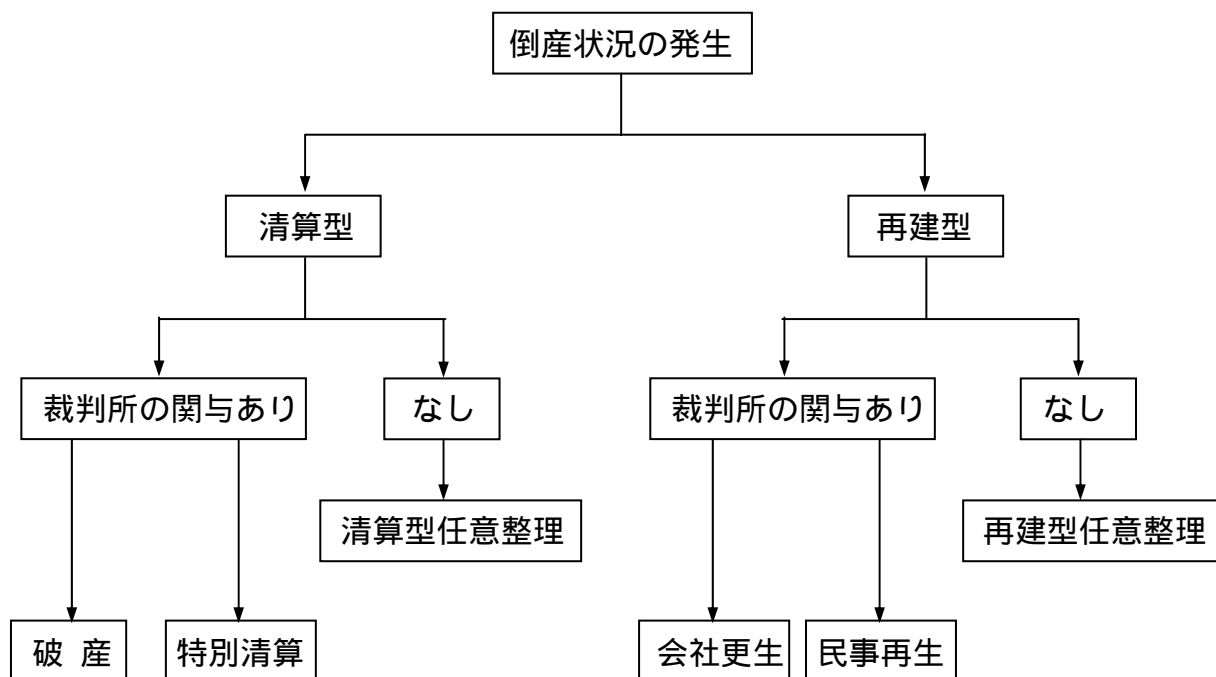 倒産状況の発生
清算型
再建型
裁判所の関与あり
なし
裁判所の関与あり
なし
清算型任意整理
再建型任意整理
破 産
特別清算
会社更生
民事再生